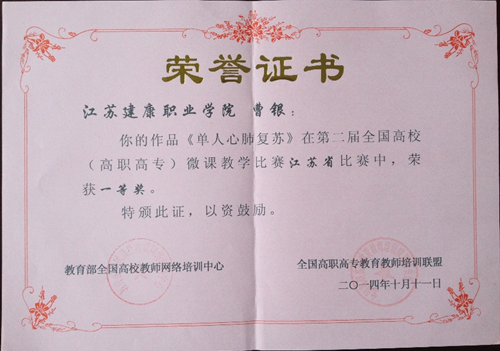 荣誉证书
江苏建康职业学院 曹银：
你的作品《单人心肺复苏》在第二届全国高校
（高职高专）微课教学比赛江苏省比赛中，荣
获一等奖。
特颁此证，以资鼓励。
教育部全国高校教师网络培训中心
全国高职高专教育教师培训联盟
二〇一四年十月十一日